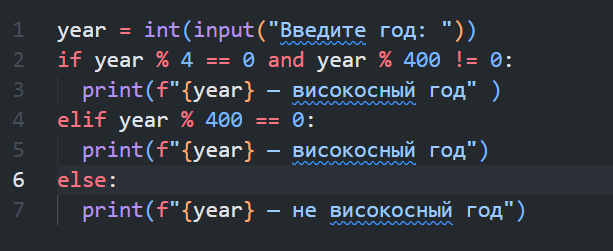 1 year = int(input("Введите год: "))
2 if year % 4 == 0 and year % 400 != 0:
3   print(f"{year} — високосный год" )
4 elif year % 400 == 0:
5   print(f"{year} — високосный год")
6 else:
7   print(f"{year} — не високосный год")